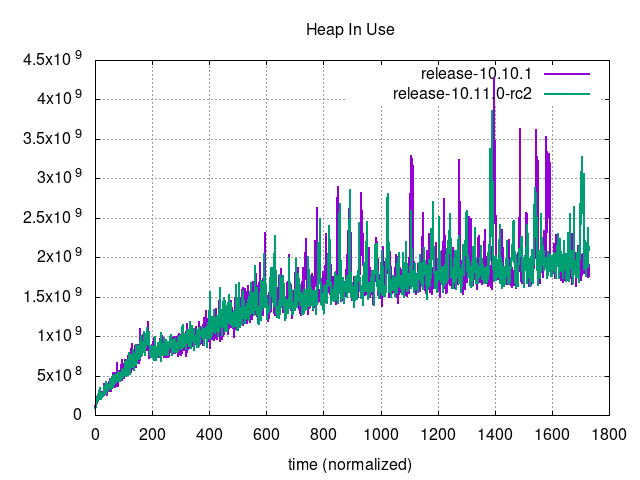 Heap In Use
release-10.10.1
release-10.11.0-rc2
4.5x10⁹
4x10⁹
3.5x10⁹
3x10⁹
2.5x10⁹
2x10⁹
1.5x10⁹
1x10⁹
5x10⁸
0
0 200 400 600 800 1000 1200 1400 1600 1800
time (normalized)